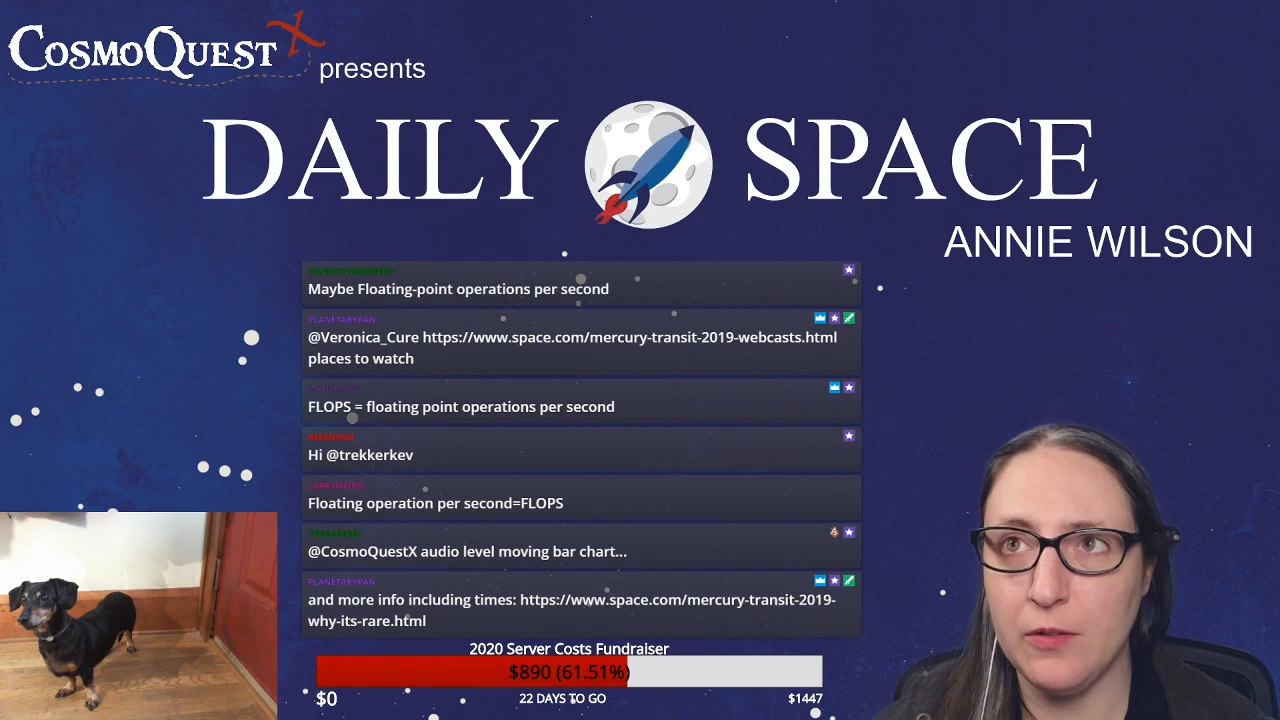 COSMOQUEST X
presents
DAILY SPACE
ANNIE WILSON
Maybe Floating-point operations per second
PLANETARYPAN
@Veronica_Cure https://www.space.com/mercury-transit-2019-webcasts.html
places to watch
FLOPS = floating point operations per second
Hi @trekkerkev
LARRYWEIRD
Floating operation per second=FLOPS
TREKKERKEV
@CosmoQuestX audio level moving bar chart...
PLANETARYPAN
and more info including times: https://www.space.com/mercury-transit-2019-
why-its-rare.html
2020 Server Costs Fundraiser
$890 (61.51%)
$0 22 DAYS TO GO $1447